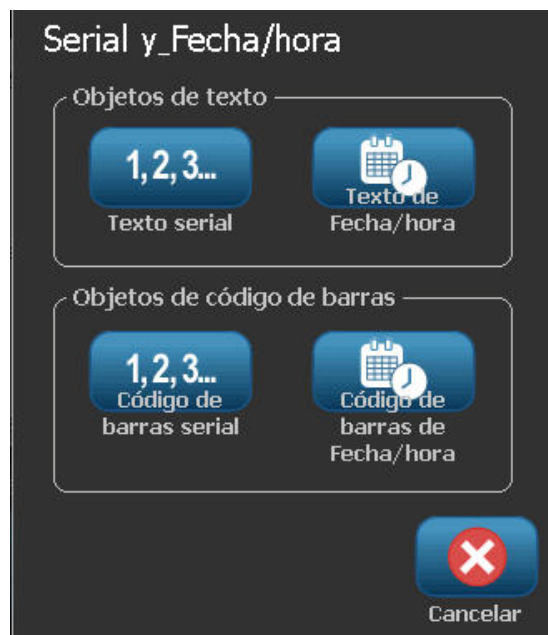 Serial y_Fecha/hora
Objetos de texto
1, 2, 3...
Texto serial
Texto de
Fecha/hora
Objetos de código de barras
1, 2, 3...
Código de
barras serial
Código de
barras de
Fecha/hora
Cancelar